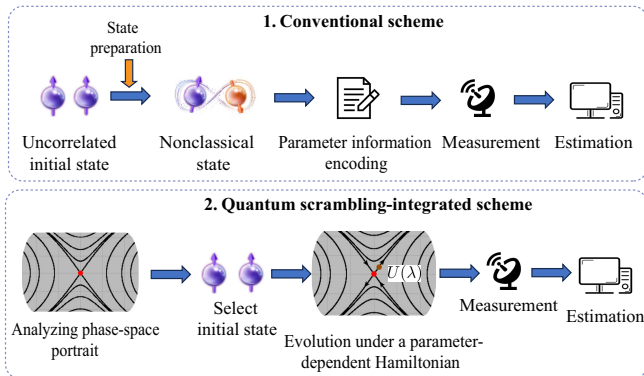 1. Conventional scheme
State
preparation
Uncorrelated
initial state
Nonclassical
state
Parameter information
encoding
Measurement
Estimation
2. Quantum scrambling-integrated scheme
Analyzing phase-space
portrait
Select
initial state
U(λ)
Evolution under a parameter-
dependent Hamiltonian
Measurement
Estimation